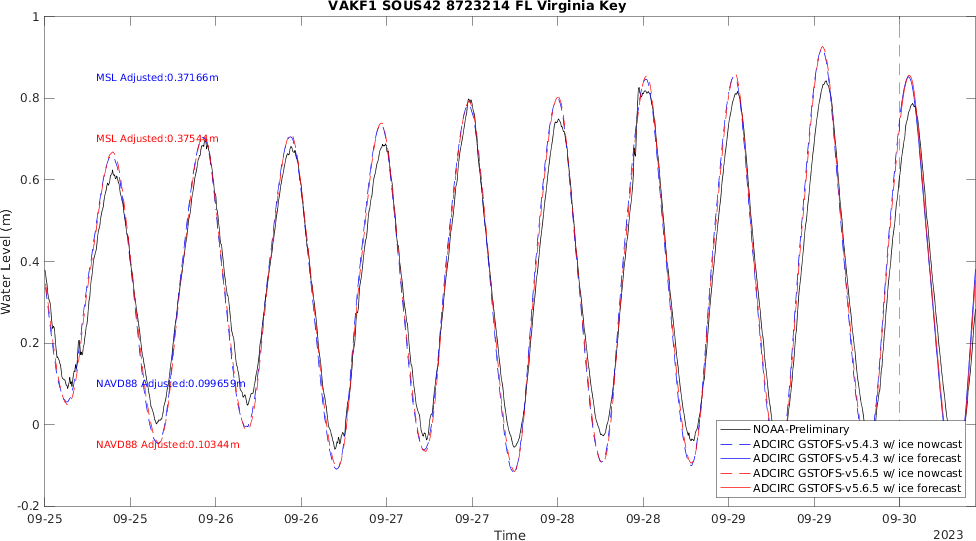 VAKF1 SOUS42 8723214 FL Virginia Key
1
0.8
0.6
0.4
0.2
0
-0.2
Water Level (m)
MSL Adjusted:0.37166m
MSL Adjusted:0.37544m
NAVD88 Adjusted:0.099659m
NAVD88 Adjusted:0.10344m
NOAA-Preliminary
ADCIRC GSTOFS-v5.4.3 w/ ice nowcast
ADCIRC GSTOFS-v5.4.3 w/ ice forecast
ADCIRC GSTOFS-v5.6.5 w/ ice nowcast
ADCIRC GSTOFS-v5.6.5 w/ ice forecast
09-25 09-25 09-26 09-26 09-27 09-27 09-28 09-28 09-29 09-29 09-30
Time
2023